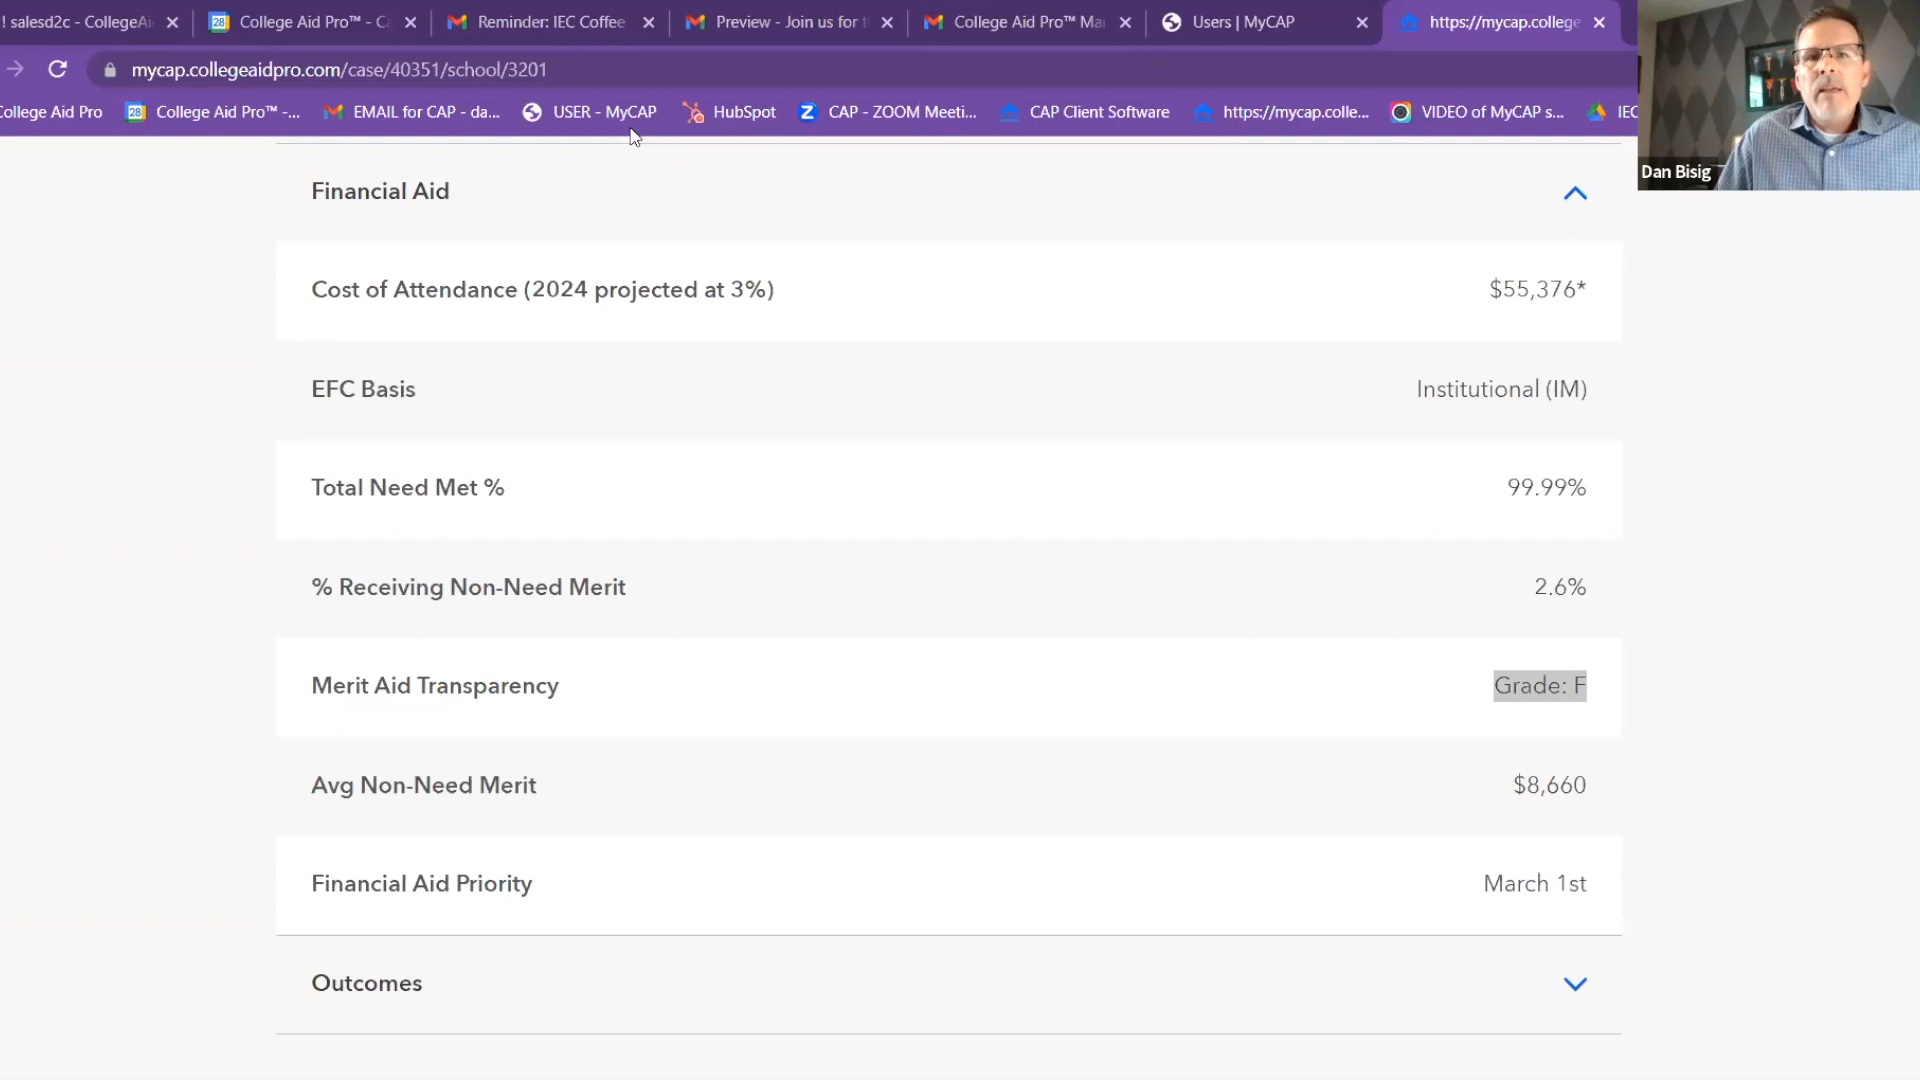 ! salesd2c - CollegeAi
28 College Aid Pro™ - C
Reminder: IEC Coffee
Preview - Join us for t
College Aid Pro™ Ma
Users | MyCAP
https://mycap.college
mycap.collegeaidpro.com/case/40351/school/3201
College Aid Pro
28 College Aid Pro™ -...
EMAIL for CAP - da...
USER - MyCAP
HubSpot
Z CAP - ZOOM Meeti...
CAP Client Software
https://mycap.colle...
VIDEO of MyCAP s...
IEC
Dan Bisig
Financial Aid
Cost of Attendance (2024 projected at 3%) $55,376*
EFC Basis Institutional (IM)
Total Need Met % 99.99%
% Receiving Non-Need Merit 2.6%
Merit Aid Transparency Grade: F
Avg Non-Need Merit $8,660
Financial Aid Priority March 1st
Outcomes